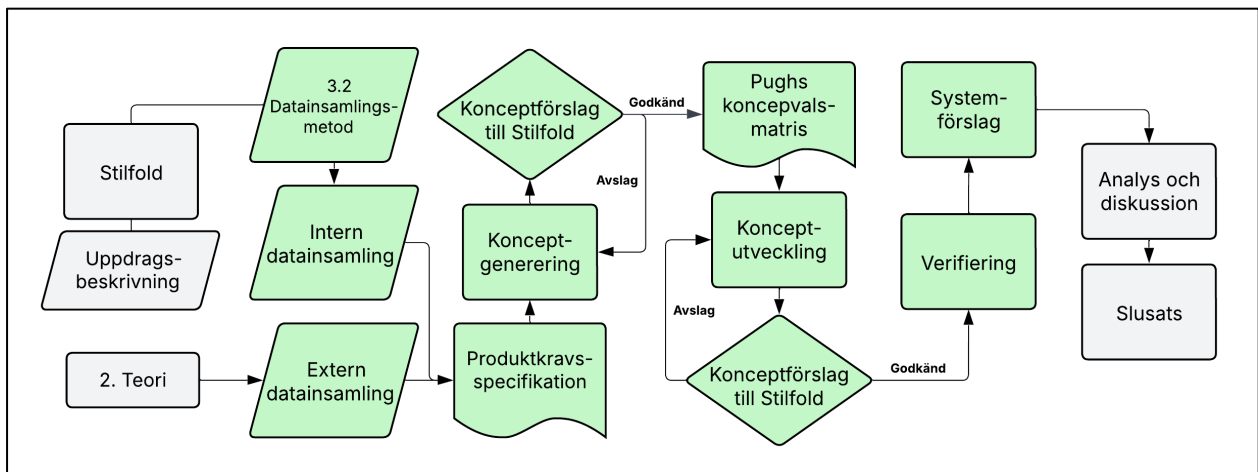 Stilfold
Uppdrags-
beskrivning
2. Teori
3.2
Datainsamlings-
metod
Intern
datainsamling
Extern
datainsamling
Produktkravs-
specifikation
Koncept-
generering
Konceptförslag
till Stilfold
Godkänd
Avslag
Pughs
koncepvals-
matris
Koncept-
utveckling
Avslag
Konceptförslag
till Stilfold
Godkänd
Verifiering
System-
förslag
Analys och
diskussion
Slusats